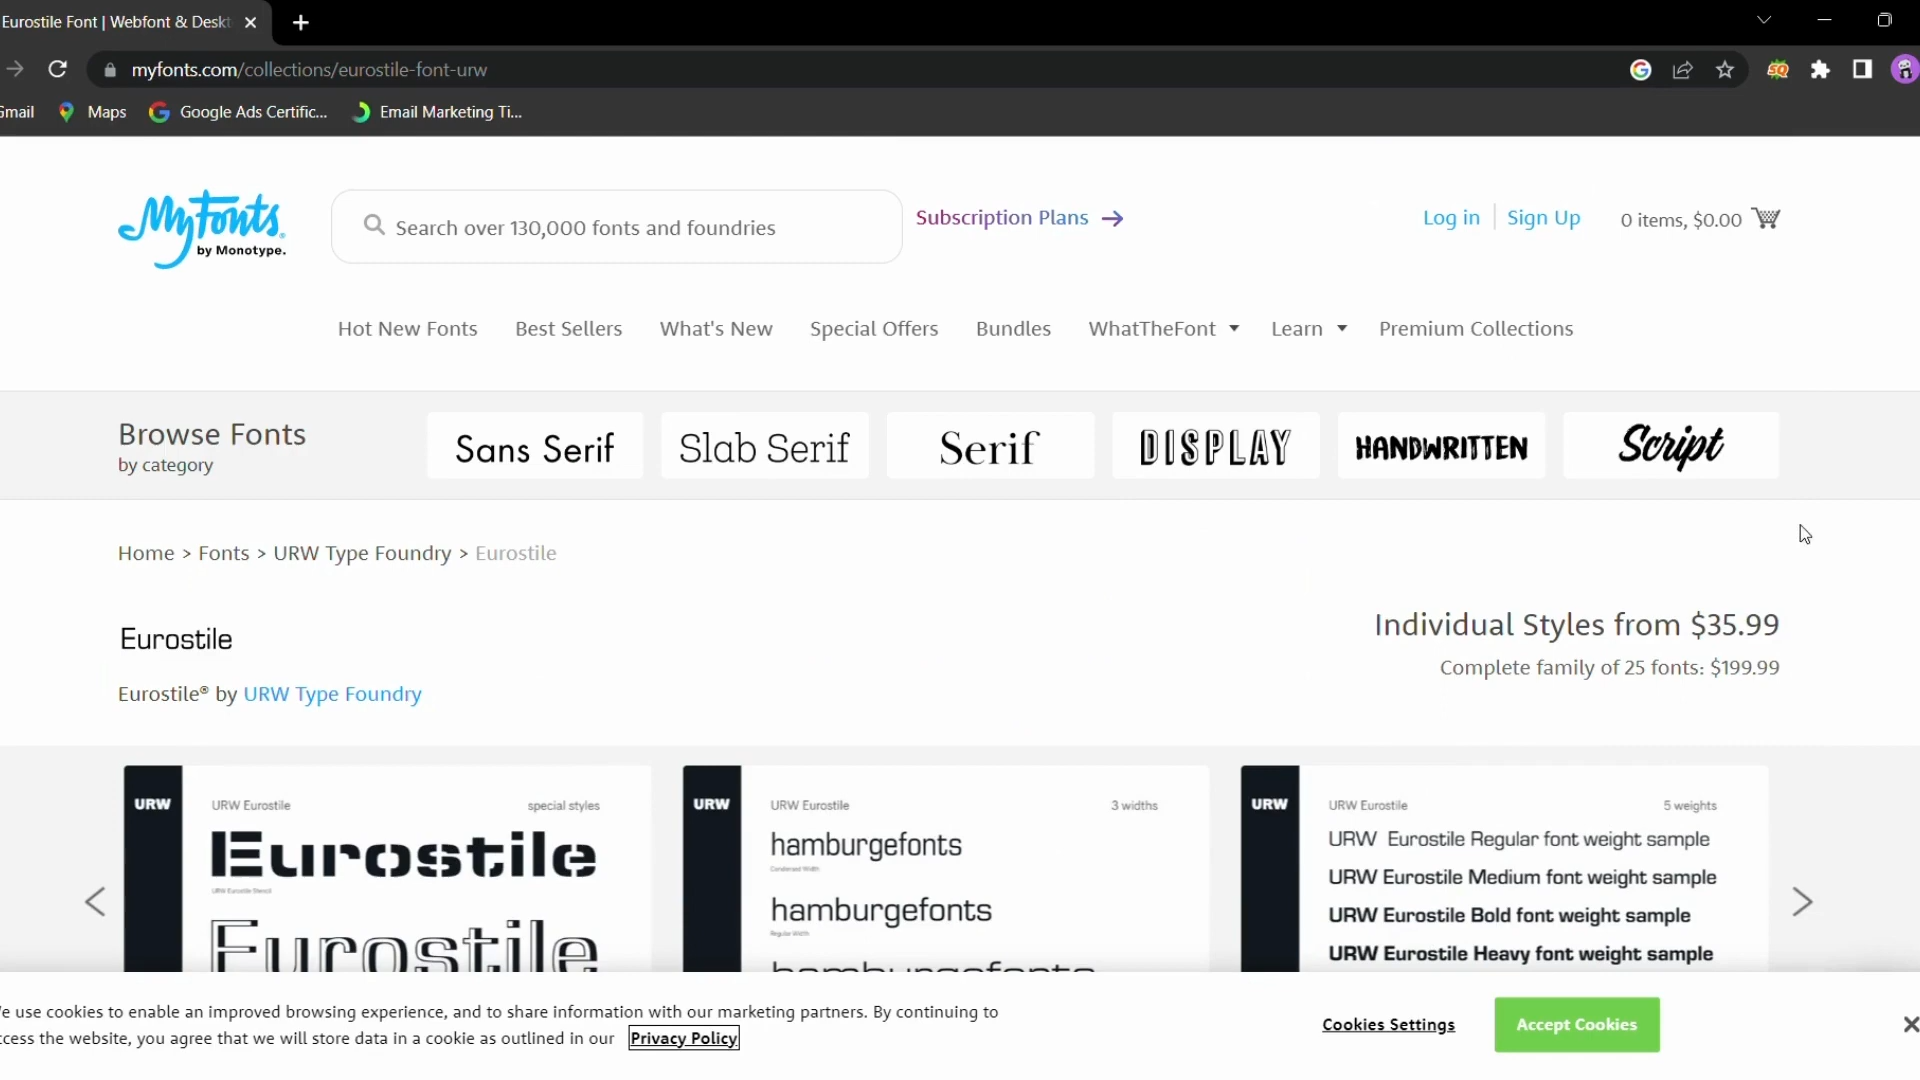 Eurostile Font | Webfont & Deskt
myfonts.com/collections/eurostile-font-urw
Gmail
Maps
Google Ads Certific...
Email Marketing Ti...
MyFonts
by Monotype.
Search over 130,000 fonts and foundries
Subscription Plans
Log in
Sign Up
0 items, $0.00
Hot New Fonts
Best Sellers
What's New
Special Offers
Bundles
WhatTheFont
Learn
Premium Collections
Browse Fonts
by category
Sans Serif
Slab Serif
Serif
DISPLAY
HANDWRITTEN
Script
Home > Fonts > URW Type Foundry > Eurostile
Individual Styles from $35.99
Eurostile
Complete family of 25 fonts: $199.99
Eurostile® by URW Type Foundry
URW
URW Eurostile
special styles
Eurostile
URW Eurostile Stencil
Eurostile
URW
URW Eurostile
3 widths
hamburgefonts
Condensed Width
hamburgefonts
Regular Width
hamburgefonts
URW
URW Eurostile
5 weights
URW Eurostile Regular font weight sample
URW Eurostile Medium font weight sample
URW Eurostile Bold font weight sample
URW Eurostile Heavy font weight sample
e use cookies to enable an improved browsing experience, and to share information with our marketing partners. By continuing to
cess the website, you agree that we will store data in a cookie as outlined in our Privacy Policy
Cookies Settings
Accept Cookies